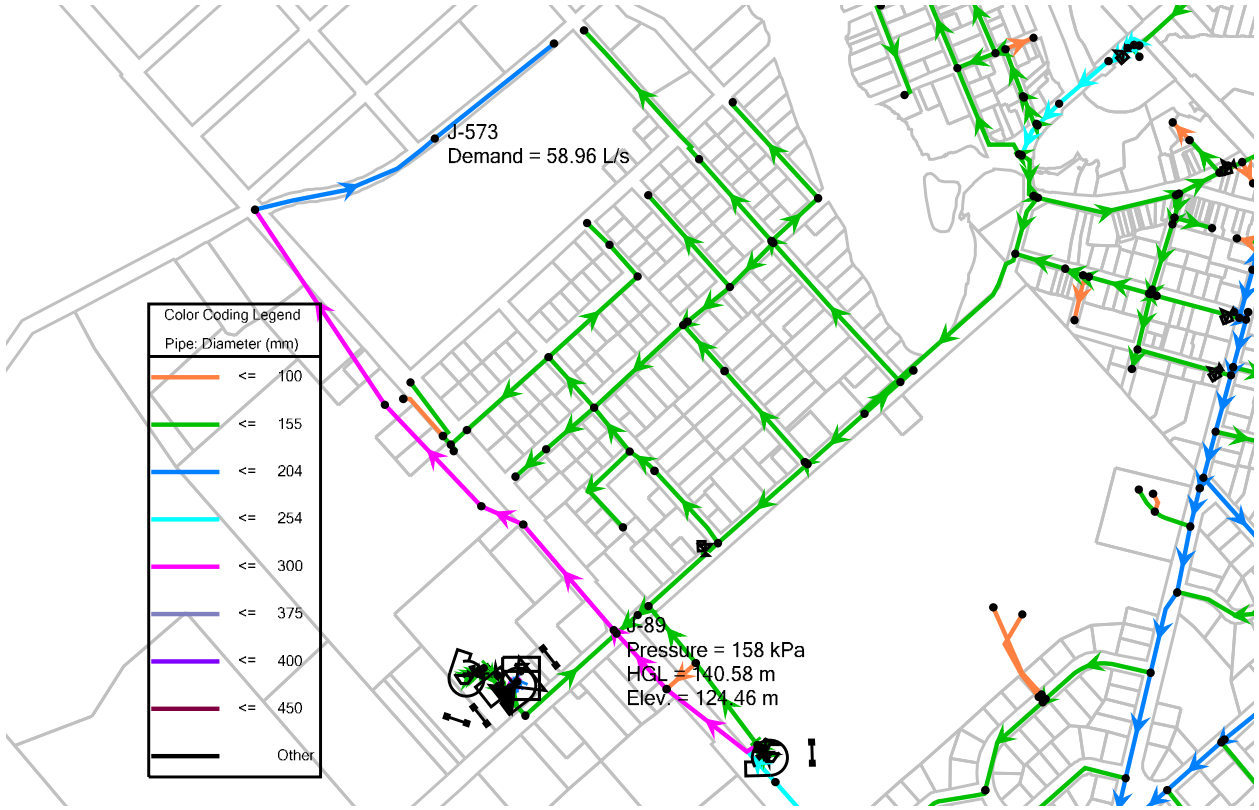 J-573
Demand = 58.96 L/s
Color Coding Legend
Pipe: Diameter (mm)
<= 100
<= 155
<= 204
<= 254
<= 300
<= 375
<= 400
<= 450
Other
J-89
Pressure = 158 kPa
HGL = 140.58 m
Elev. = 124.46 m